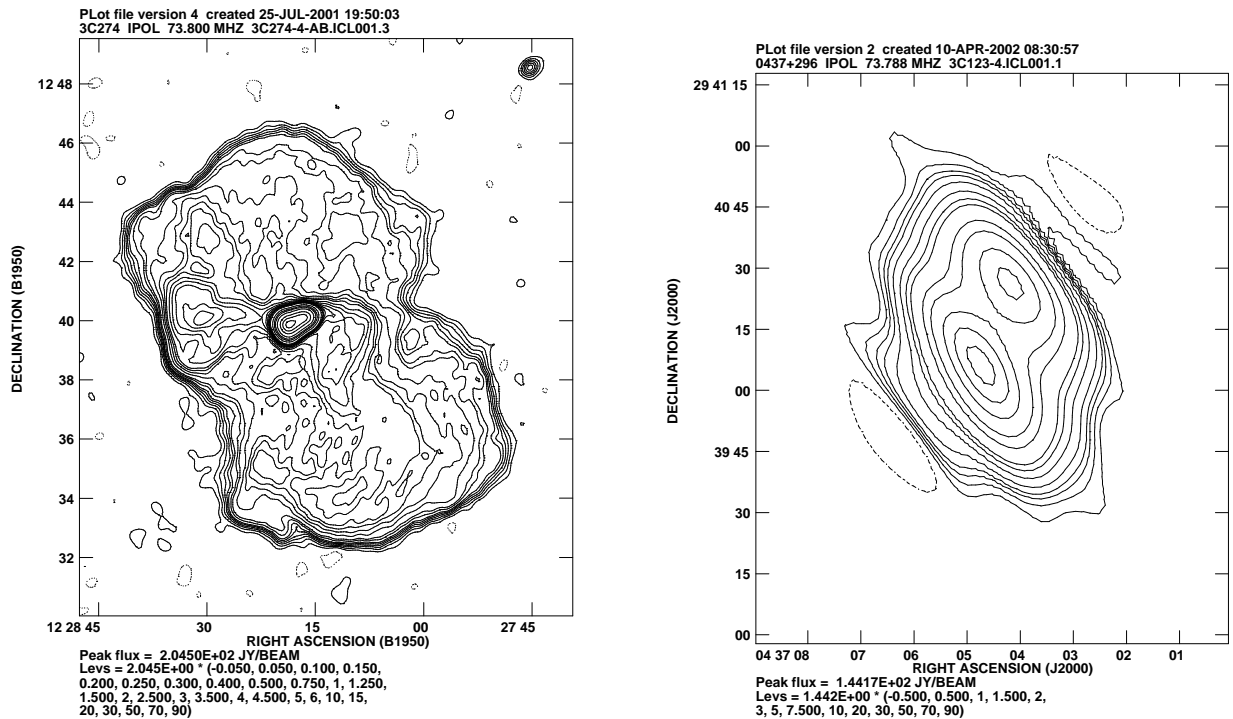 PLot file version 4 created 25-JUL-2001 19:50:03
3C274 IPOL 73.800 MHZ 3C274-4-AB.ICL001.3
12 48
46
44
42
40
38
36
34
32
DECLINATION (B1950)
12 28 45
30
15
00
27 45
RIGHT ASCENSION (B1950)
Peak flux = 2.0450E+02 JY/BEAM
Levs = 2.045E+00 * (-0.050, 0.050, 0.100, 0.150,
0.200, 0.250, 0.300, 0.400, 0.500, 0.750, 1, 1.250,
1.500, 2, 2.500, 3, 3.500, 4, 4.500, 5, 6, 10, 15,
20, 30, 50, 70, 90)
PLot file version 2 created 10-APR-2002 08:30:57
0437+296 IPOL 73.788 MHZ 3C123-4.ICL001.1
29 41 15
00
40 45
30
15
00
39 45
30
15
00
DECLINATION (J2000)
04 37 08
07
06
05
04
03
02
01
RIGHT ASCENSION (J2000)
Peak flux = 1.4417E+02 JY/BEAM
Levs = 1.442E+00 * (-0.500, 0.500, 1, 1.500, 2,
3, 5, 7.500, 10, 20, 30, 50, 70, 90)